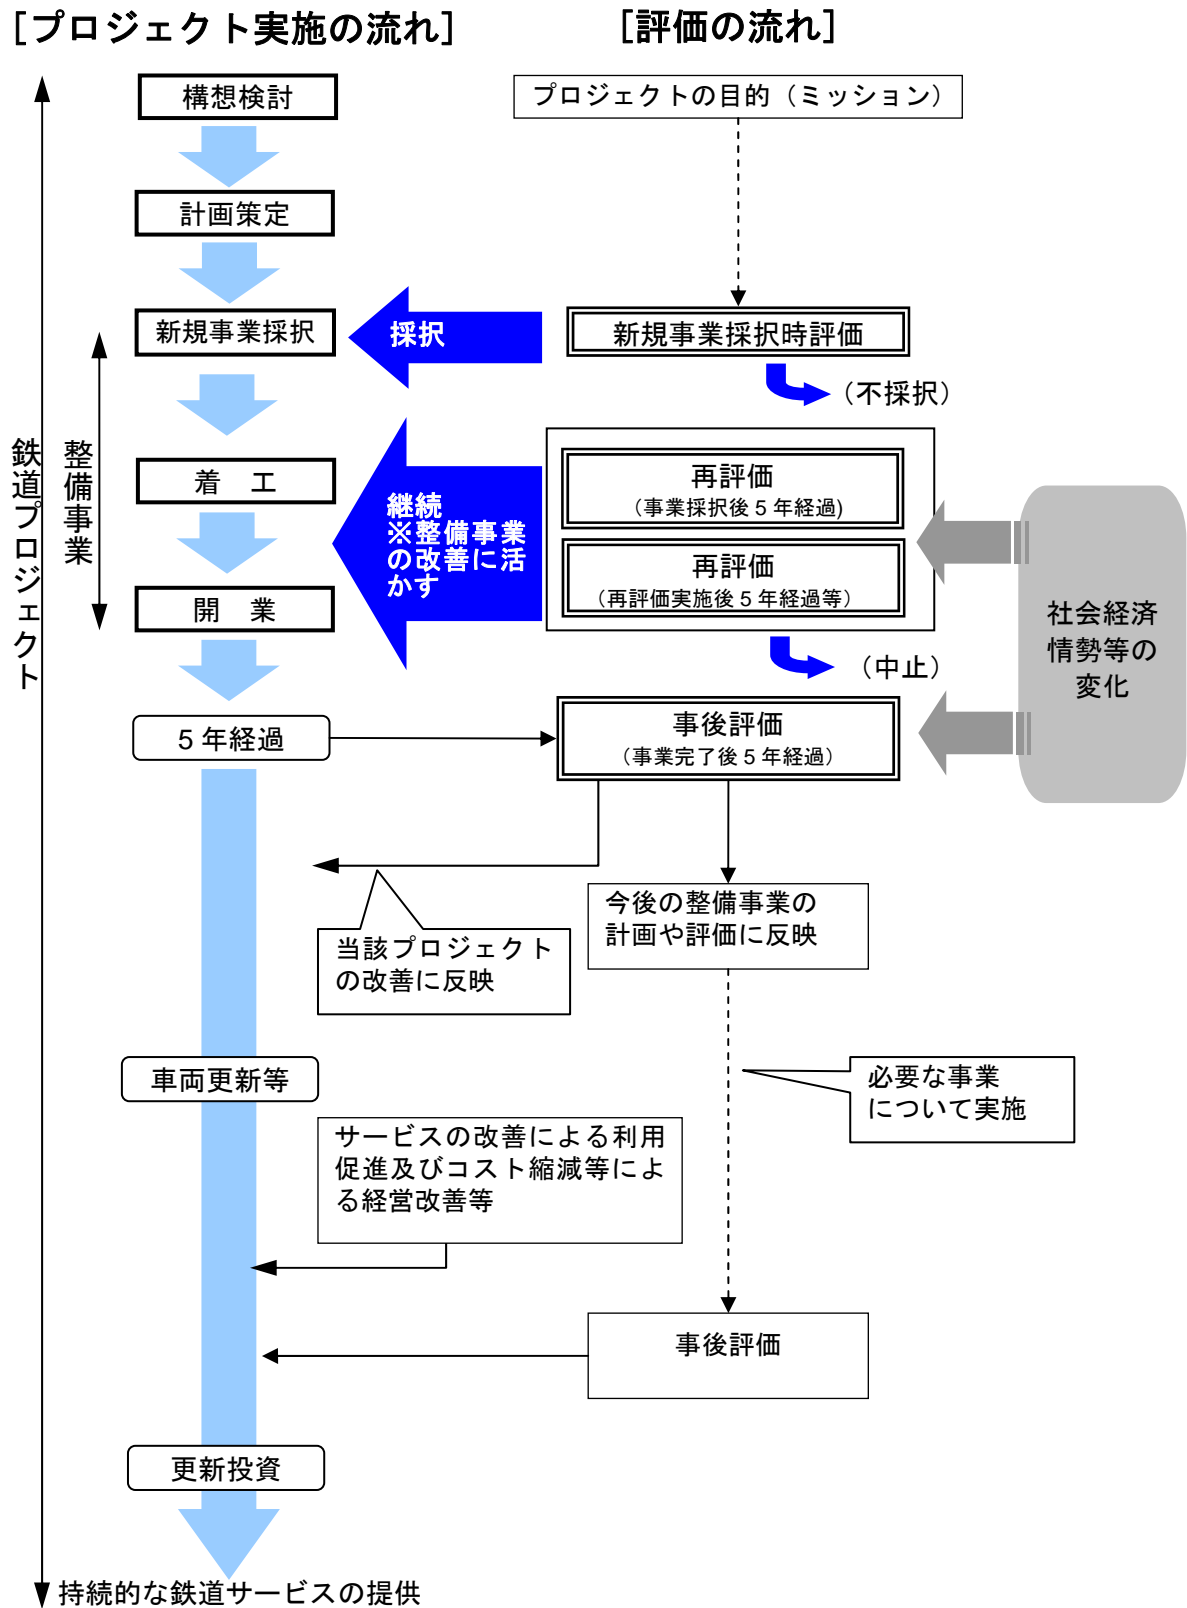 ［プロジェクト実施の流れ］
［評価の流れ］
構想検討
プロジェクトの目的（ミッション）
計画策定
新規事業採択
採択
新規事業採択時評価
（不採択）
鉄道プロジェクト
整備事業
着　工
継続
※整備事業
の改善に活
かす
再評価
（事業採択後５年経過)
再評価
（再評価実施後５年経過等）
開　業
（中止）
社会経済
情勢等の
変化
５年経過
事後評価
（事業完了後５年経過）
今後の整備事業の
計画や評価に反映
当該プロジェクト
の改善に反映
車両更新等
必要な事業
について実施
サービスの改善による利用
促進及びコスト縮減等によ
る経営改善等
事後評価
更新投資
持続的な鉄道サービスの提供